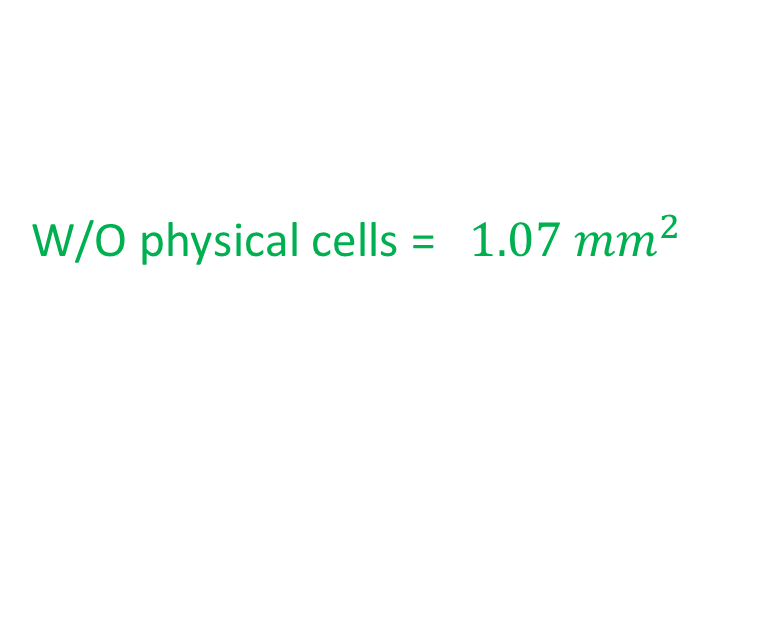 W/O physical cells = 1.07 mm²